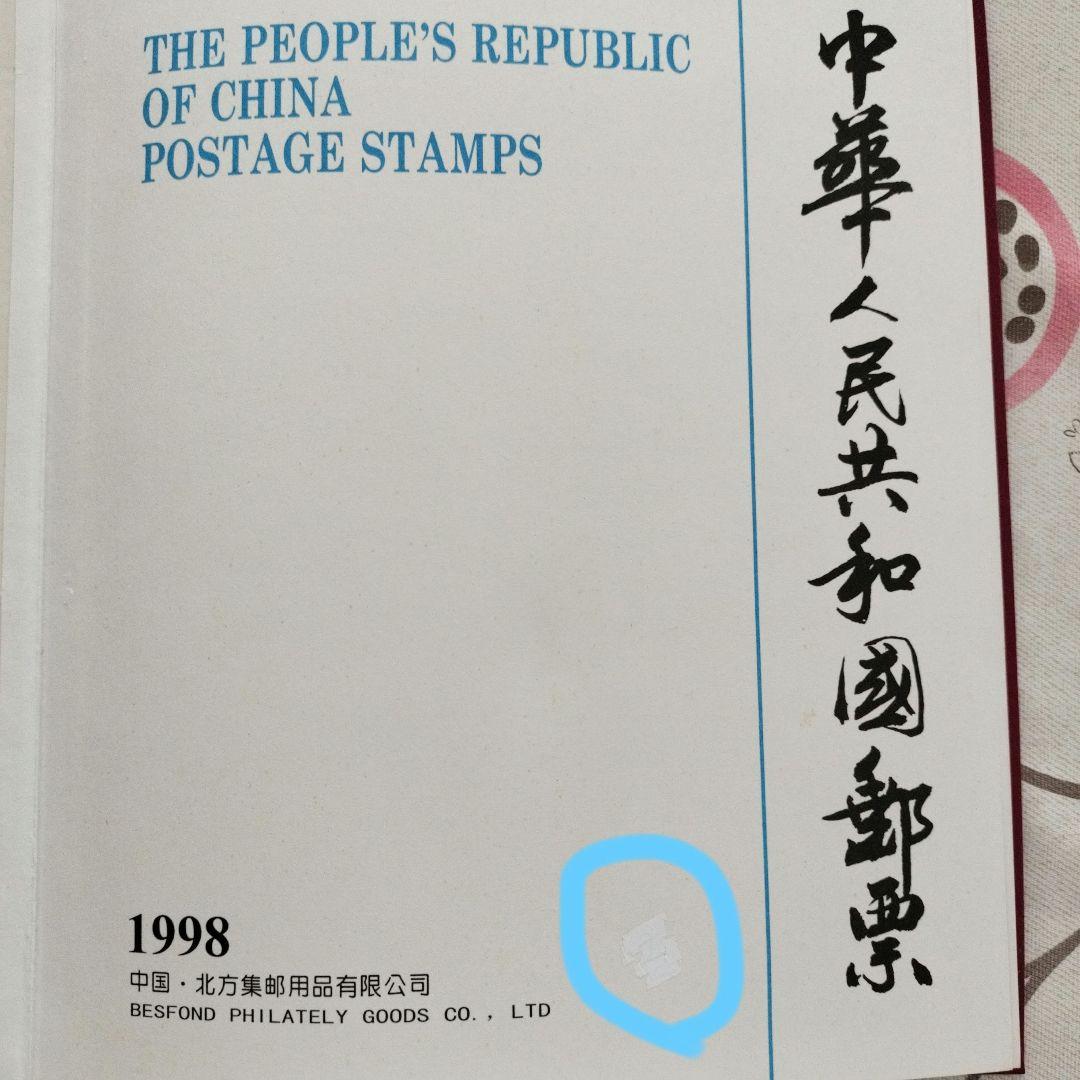 THE PEOPLE'S REPUBLIC
OF CHINA
POSTAGE STAMPS
中華人民共和國郵票
1998
中国·北方集邮用品有限公司
BESFOND PHILATELY GOODS CO., LTD